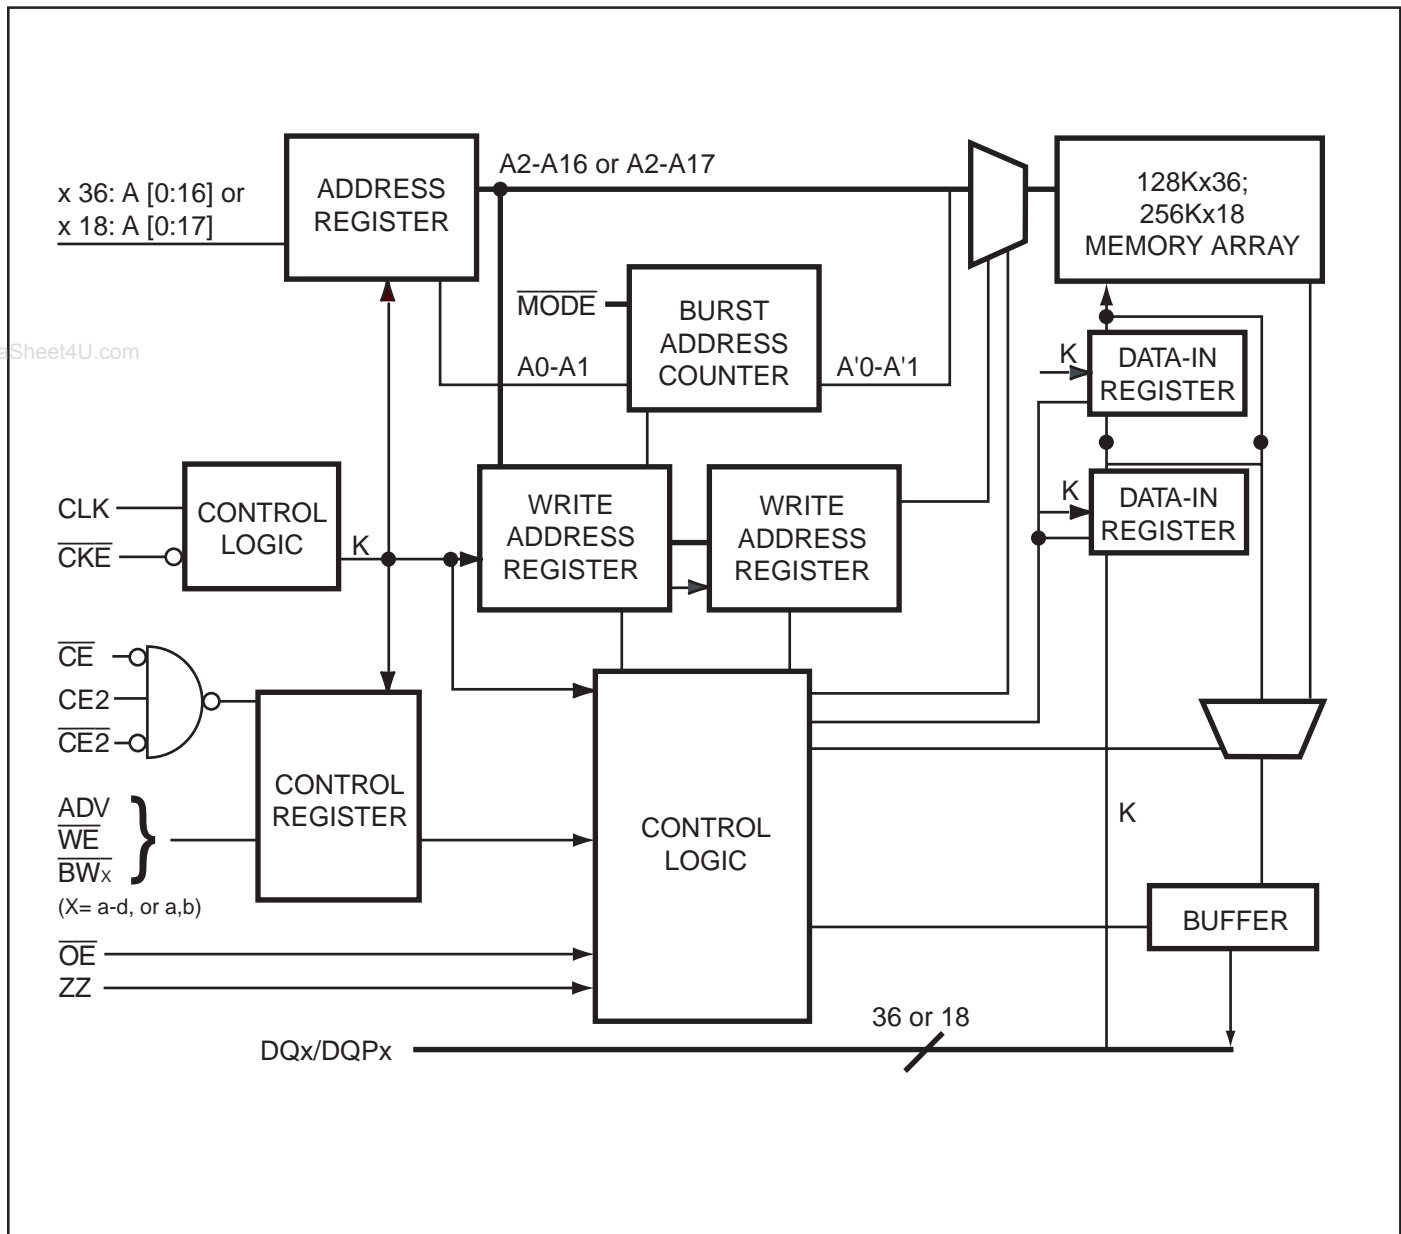 x 36: A [0:16] or
x 18: A [0:17]
ADDRESS
REGISTER
A2-A16 or A2-A17
128Kx36;
256Kx18
MEMORY ARRAY
MODE
BURST
ADDRESS
COUNTER
A0-A1
A'0-A'1
K
DATA-IN
REGISTER
aSheet4U.com
CLK
CKE
CONTROL
LOGIC
K
WRITE
ADDRESS
REGISTER
WRITE
ADDRESS
REGISTER
K
DATA-IN
REGISTER
CE
CE2
CE2
CONTROL
REGISTER
ADV
WE
BWx
(X= a-d, or a,b)
CONTROL
LOGIC
K
BUFFER
OE
ZZ
36 or 18
DQx/DQPx